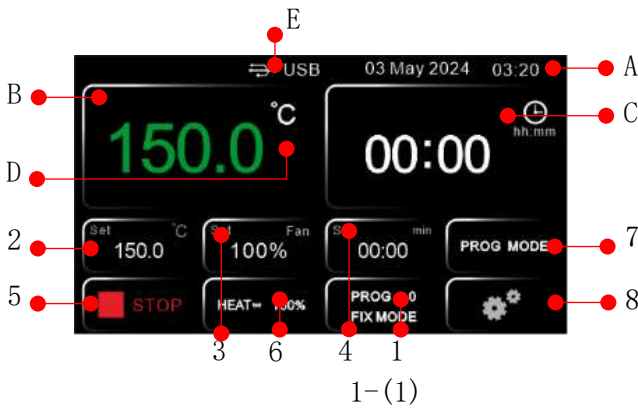 E
USB 03 May 2024 03:20 A
B
°C
150.0
00:00
hh:mm
C
D
Set °C
150.0
Fan
100%
min
00:00
PROG MODE
2
7
5
STOP
HEAT
PROG 0
FIX MODE
8
3 6 4 1
1-(1)